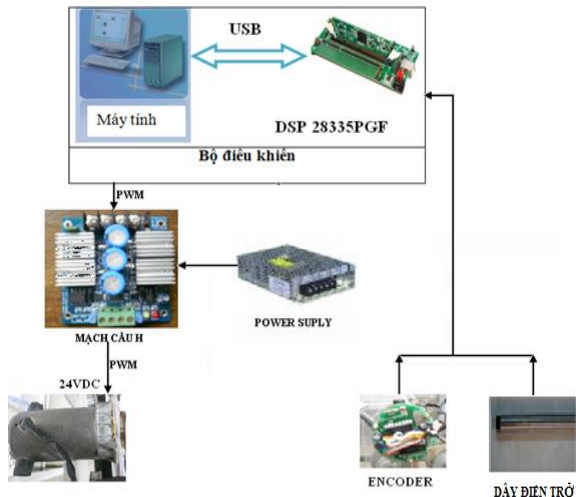 USB
Máy tính
DSP 28335PGF
Bộ điều khiển
PWM
MẠCH CẦU H
POWER SUPLY
PWM
24VDC
ENCODER
DÂY ĐIỆN TRỞ